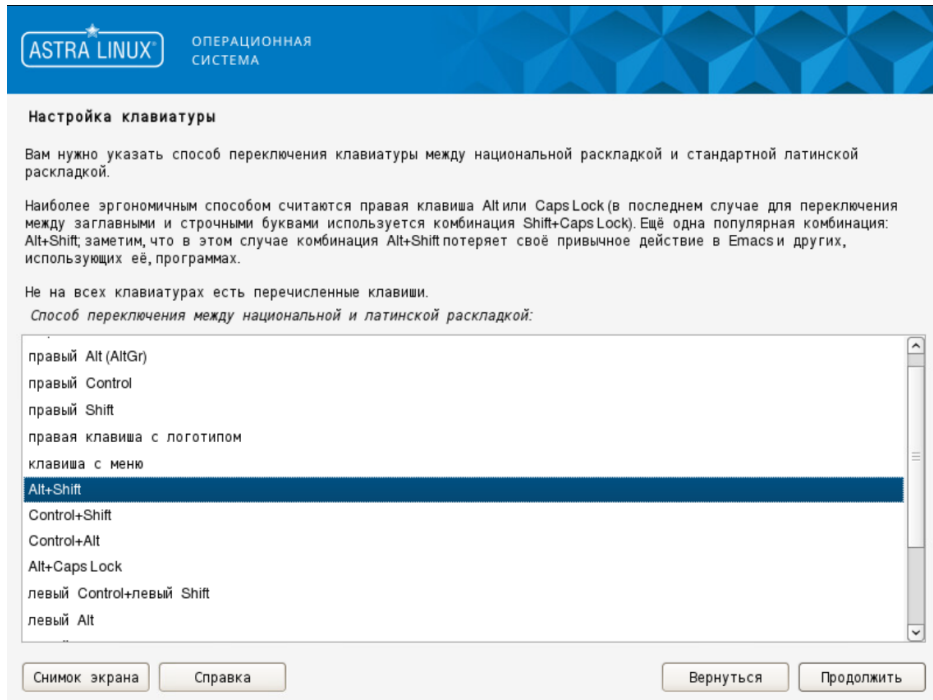 ASTRA LINUX®
ОПЕРАЦИОННАЯ
СИСТЕМА
Настройка клавиатуры
Вам нужно указать способ переключения клавиатуры между национальной раскладкой и стандартной латинской
раскладкой.
Наиболее эргономичным способом считаются правая клавиша Alt или Caps Lock (в последнем случае для переключения
между заглавными и строчными буквами используется комбинация Shift+Caps Lock). Ещё одна популярная комбинация:
Alt+Shift; заметим, что в этом случае комбинация Alt+Shift потеряет своё привычное действие в Emacs и других,
использующих её, программах.
Не на всех клавиатурах есть перечисленные клавиши.
Способ переключения между национальной и латинской раскладкой:
правый Alt (AltGr)
правый Control
правый Shift
правая клавиша с логотипом
клавиша с меню
Alt+Shift
Control+Shift
Control+Alt
Alt+Caps Lock
левый Control+левый Shift
левый Alt
Снимок экрана
Справка
Вернуться
Продолжить